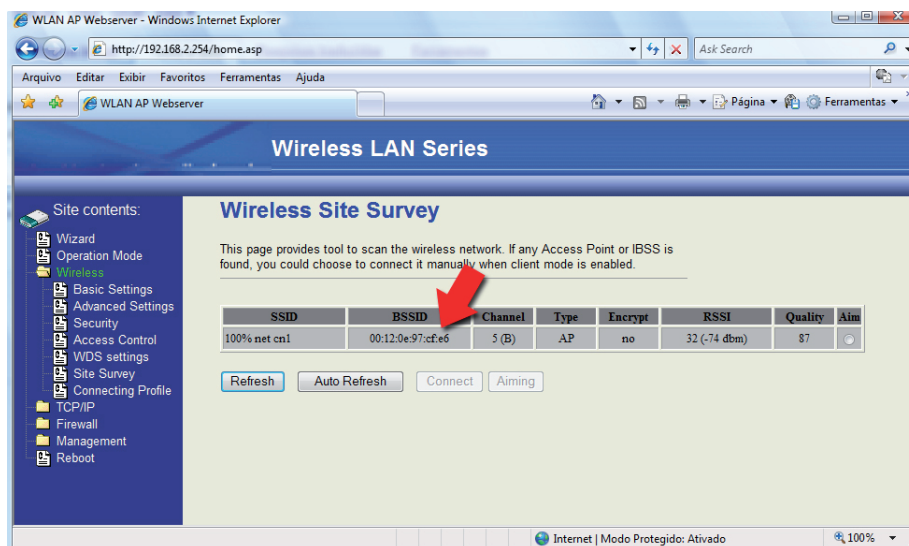 WLAN AP Webserver - Windows Internet Explorer
http://192.168.2.254/home.asp
Ask Search
Arquivo Editar Exibir Favoritos Ferramentas Ajuda
WLAN AP Webserver
Página Ferramentas
Wireless LAN Series
Site contents:
Wizard
Operation Mode
Wireless
Basic Settings
Advanced Settings
Security
Access Control
WDS settings
Site Survey
Connecting Profile
TCP/IP
Firewall
Management
Reboot
Wireless Site Survey
This page provides tool to scan the wireless network. If any Access Point or IBSS is
found, you could choose to connect it manually when client mode is enabled.
SSID BSSID Channel Type Encrypt RSSI Quality Aim
100% net cn1 00:12:0e:97:cf:e6 5 (B) AP no 32 (-74 dbm) 87
Refresh Auto Refresh Connect Aiming
Internet | Modo Protegido: Ativado 100%